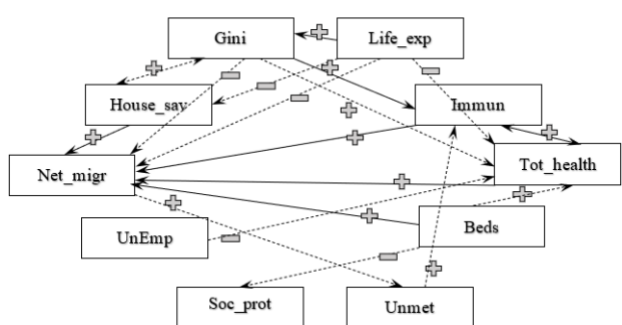 Gini
Life_exp
House_sav
Immun
Net_migr
Tot_health
UnEmp
Beds
Soc_prot
Unmet